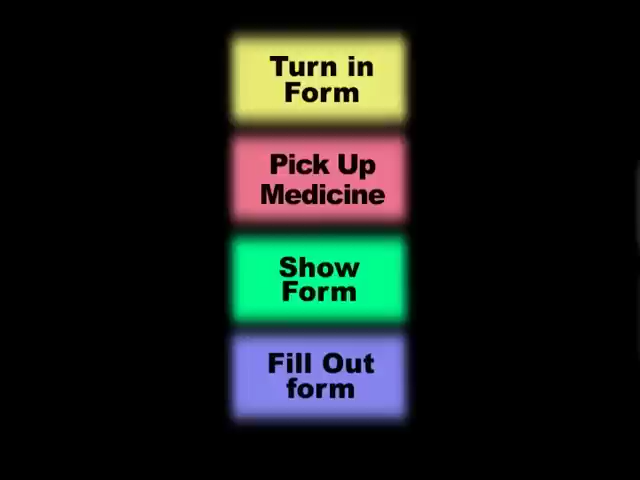 Turn in
Form
Pick Up
Medicine
Show
Form
Fill Out
form